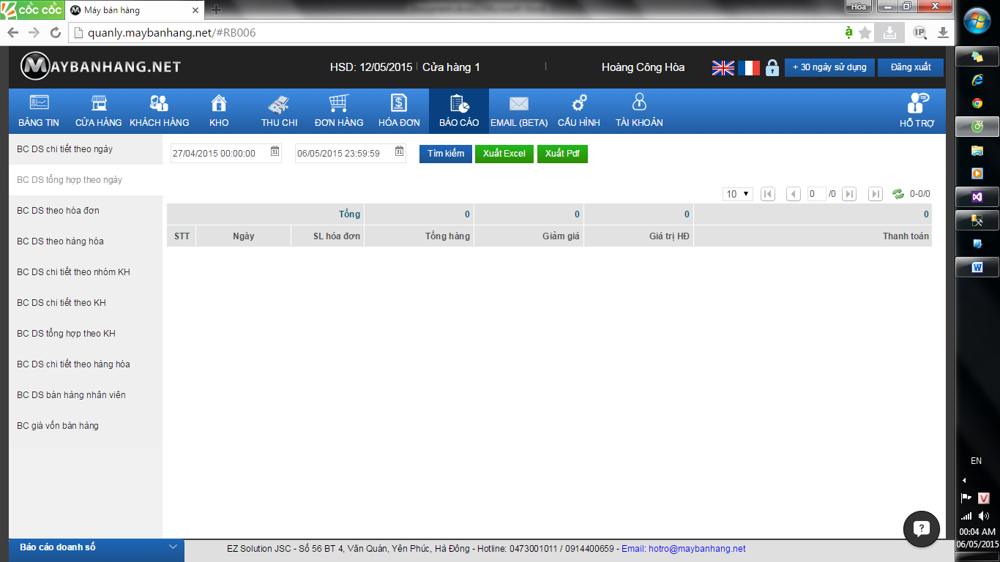 cốc cốc
Máy bán hàng
Hòa
quanly.maybanhang.net/#RB006
MAYBANHANG.NET
HSD: 12/05/2015 | Cửa hàng 1 |
Hoàng Công Hòa
+ 30 ngày sử dụng
Đăng xuất
BẢNG TIN CỬA HÀNG KHÁCH HÀNG KHO THU CHI ĐƠN HÀNG HÓA ĐƠN BÁO CÁO EMAIL (BETA) CẤU HÌNH TÀI KHOẢN HỖ TRỢ
BC DS chi tiết theo ngày
BC DS tổng hợp theo ngày
BC DS theo hóa đơn
BC DS theo hàng hóa
BC DS chi tiết theo nhóm KH
BC DS chi tiết theo KH
BC DS tổng hợp theo KH
BC DS chi tiết theo hàng hóa
BC DS bán hàng nhân viên
BC giá vốn bán hàng
27/04/2015 00:00:00 06/05/2015 23:59:59 Tìm kiếm Xuất Excel Xuất Pdf
10 0 /0 0-0/0
Tổng 0 0 0 0
STT Ngày SL hóa đơn Tổng hàng Giảm giá Giá trị HĐ Thanh toán
Báo cáo doanh số
EZ Solution JSC - Số 56 BT 4, Văn Quán, Yên Phúc, Hà Đông - Hotline: 0473001011 / 0914400659 - Email: hotro@maybanhang.net
EN
00:04 AM
06/05/2015